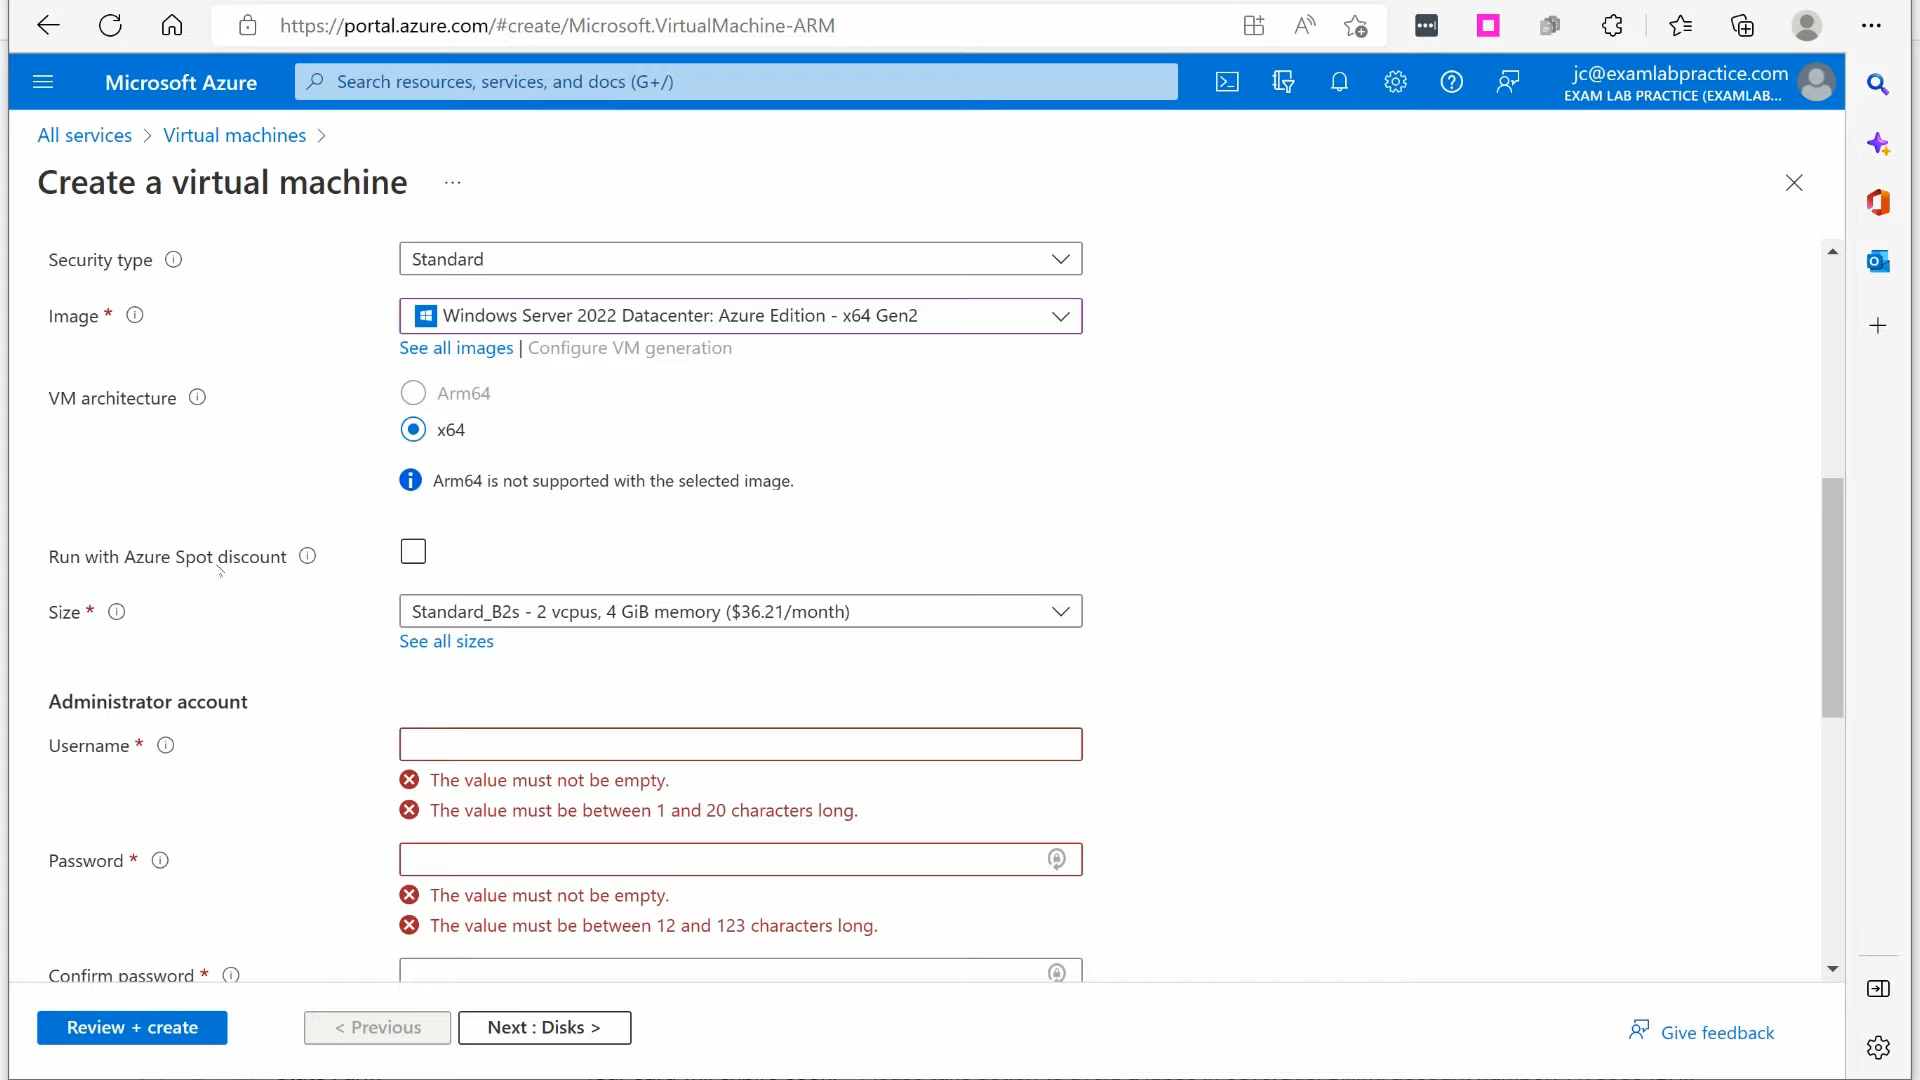 https://portal.azure.com/#create/Microsoft.VirtualMachine-ARM
Microsoft Azure
Search resources, services, and docs (G+/)
jc@examlabpractice.com
EXAM LAB PRACTICE (EXAMLAB...
All services > Virtual machines >
Create a virtual machine ...
Security type
Standard
Image *
Windows Server 2022 Datacenter: Azure Edition - x64 Gen2
See all images | Configure VM generation
VM architecture
Arm64
x64
Arm64 is not supported with the selected image.
Run with Azure Spot discount
Size *
Standard_B2s - 2 vcpus, 4 GiB memory ($36.21/month)
See all sizes
Administrator account
Username *
The value must not be empty.
The value must be between 1 and 20 characters long.
Password *
The value must not be empty.
The value must be between 12 and 123 characters long.
Confirm password *
Review + create
< Previous
Next : Disks >
Give feedback